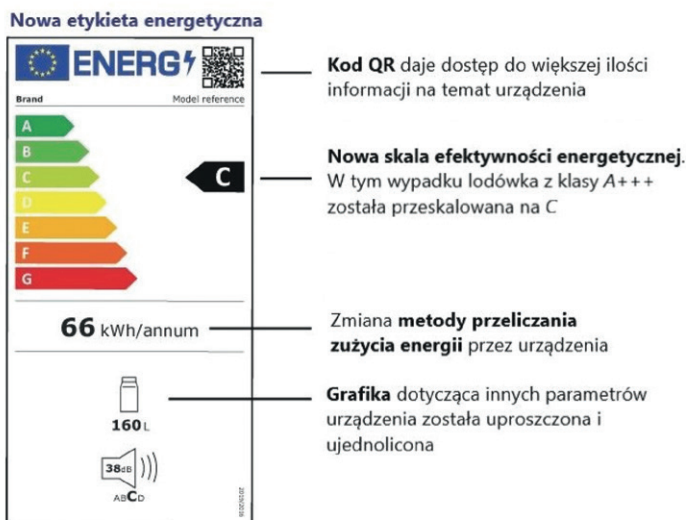 Nowa etykieta energetyczna
ENERG
Brand
Model reference
A
B
C
D
E
F
G
C
66 kWh/annum
160 L
38dB
ABCD
2019/2016
Kod QR daje dostęp do większej ilości
informacji na temat urządzenia
Nowa skala efektywności energetycznej.
W tym wypadku lodówka z klasy A+++
została przeskalowana na C
Zmiana metody przeliczania
zużycia energii przez urządzenia
Grafika dotycząca innych parametrów
urządzenia została uproszczona i
ujednolicona